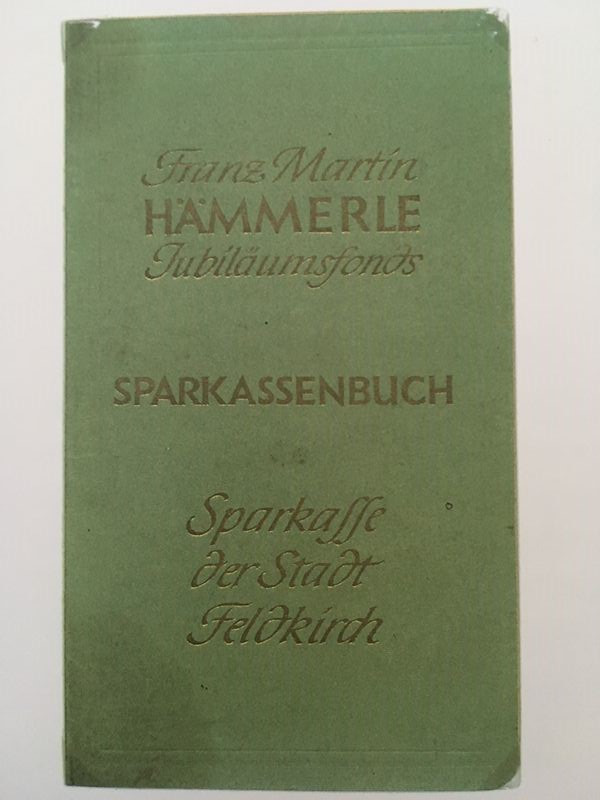 Franz Martin
HÄMMERLE
Jubiläumsfonds
SPARKASSENBUCH
Sparkaſſe
der Stadt
Feldkirch